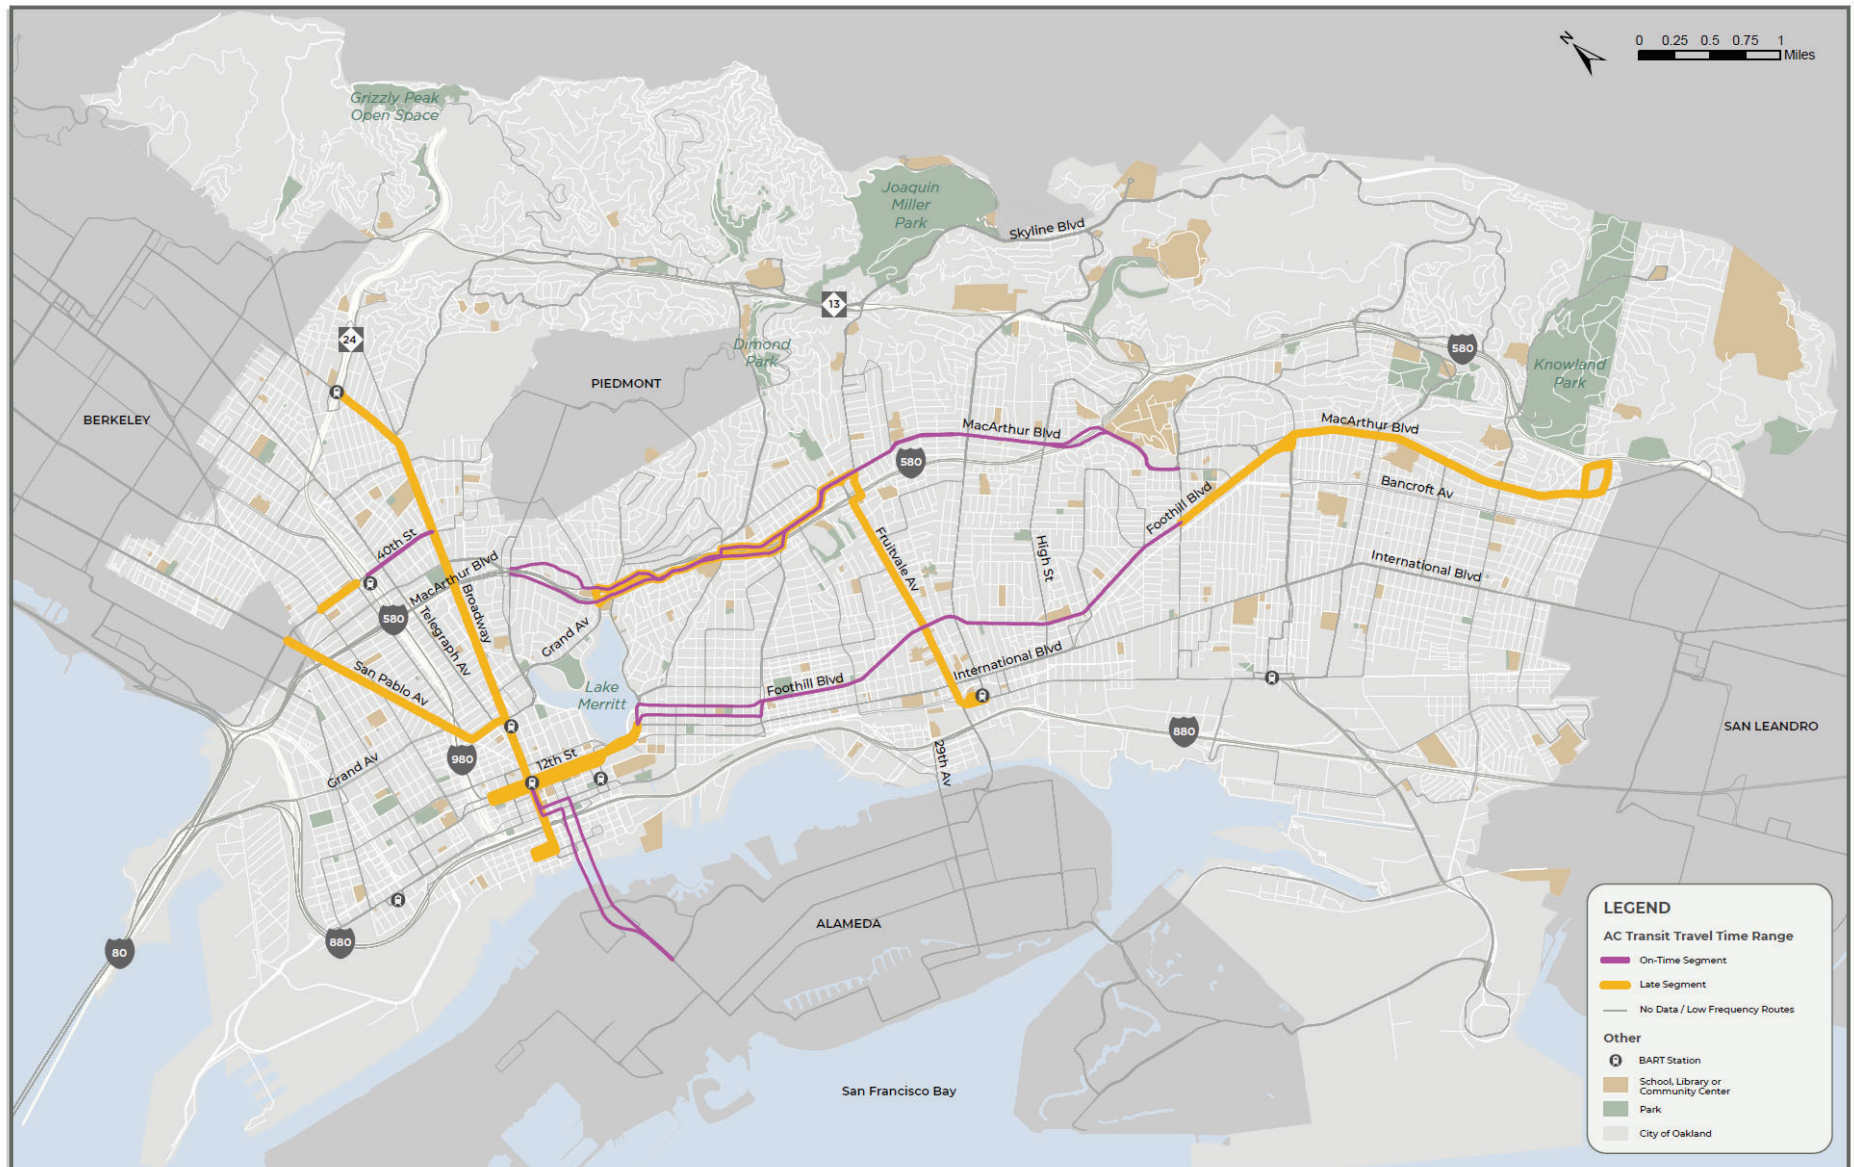 N
0 0.25 0.5 0.75 1
Miles
Grizzly Peak
Open Space
Joaquin
Miller
Park
Skyline Blvd
13
24
Dimond
Park
580
Knowland
Park
PIEDMONT
BERKELEY
MacArthur Blvd
MacArthur Blvd
580
Bancroft Av
Foothill Blvd
40th St
Fruitvale Av
High St
International Blvd
MacArthur Blvd
Broadway
580
Telegraph Av
Grand Av
San Pablo Av
Lake
Merritt
Foothill Blvd
International Blvd
SAN LEANDRO
880
980
12th St
29th Av
Grand Av
80
880
ALAMEDA
San Francisco Bay
LEGEND
AC Transit Travel Time Range
On-Time Segment
Late Segment
No Data / Low Frequency Routes
Other
BART Station
School, Library or
Community Center
Park
City of Oakland